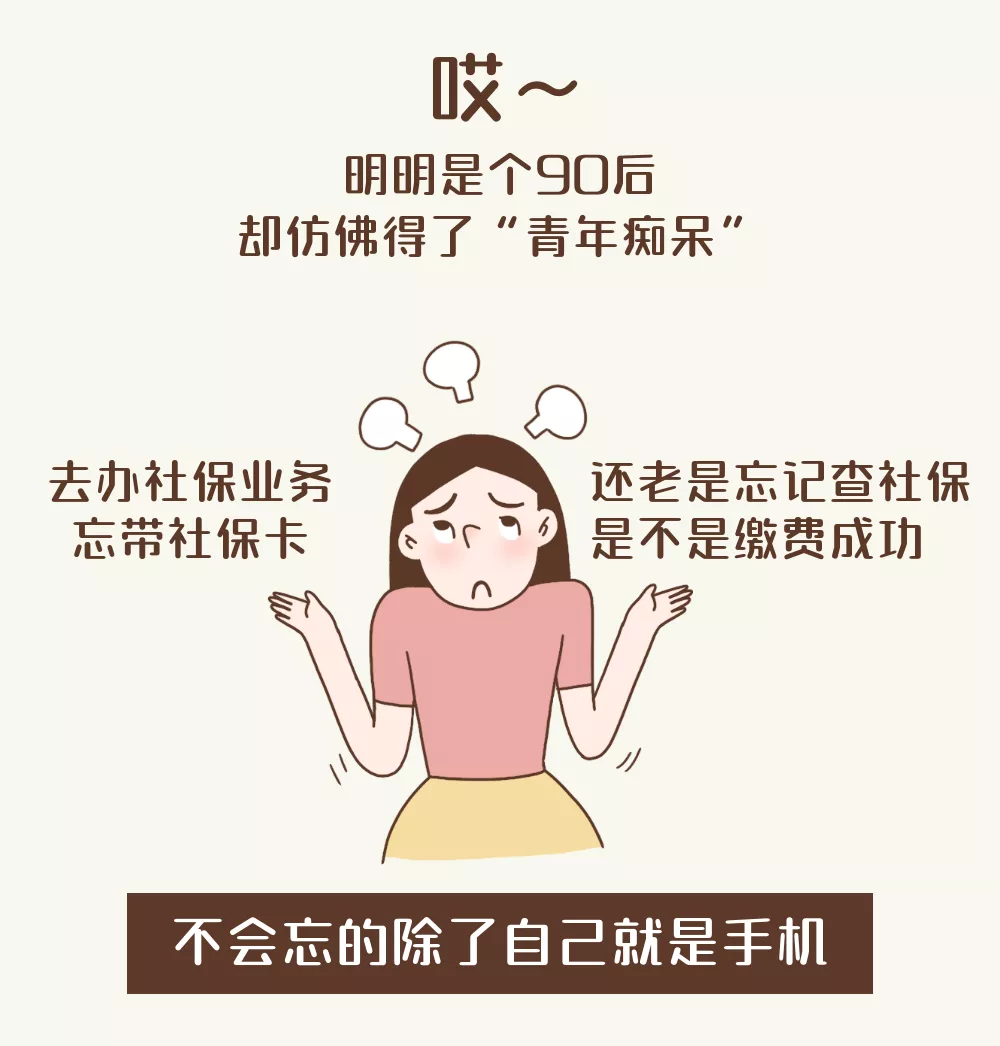 哎～
明明是个90后
却仿佛得了“青年痴呆”
去办社保业务
忘带社保卡
还老是忘记查社保
是不是缴费成功
不会忘的除了自己就是手机